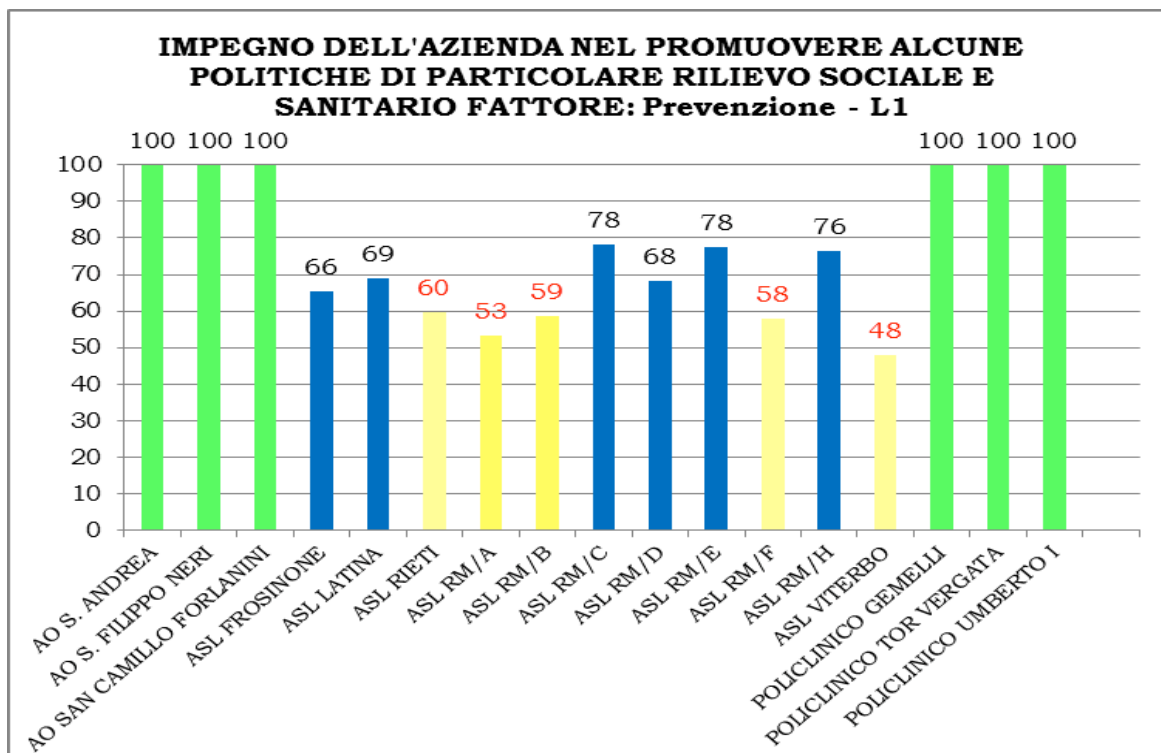 IMPEGNO DELL'AZIENDA NEL PROMUOVERE ALCUNE
POLITICHE DI PARTICOLARE RILIEVO SOCIALE E
SANITARIO FATTORE: Prevenzione - L1
100 100 100 66 69 60 53 59 78 68 78 58 76 48 100 100 100
100
90
80
70
60
50
40
30
20
10
0
AO S. ANDREA
AO S. FILIPPO NERI
AO SAN CAMILLO FORLANINI
ASL FROSINONE
ASL LATINA
ASL RIETI
ASL RM/A
ASL RM/B
ASL RM/C
ASL RM/D
ASL RM/E
ASL RM/F
ASL RM/H
ASL VITERBO
POLICLINICO GEMELLI
POLICLINICO TOR VERGATA
POLICLINICO UMBERTO I